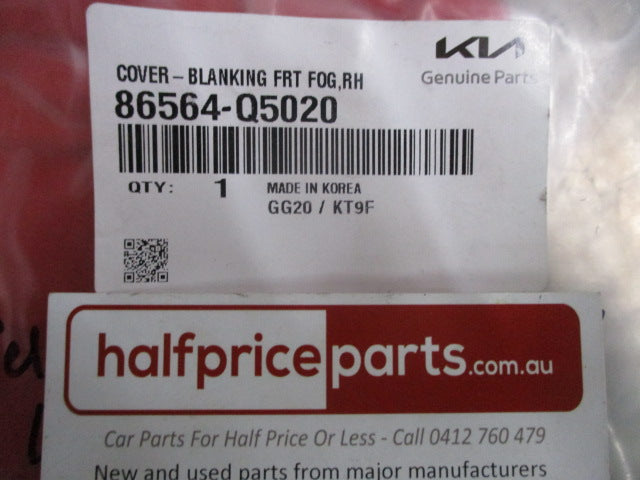 KIA
Genuine Parts
COVER - BLANKING FRT FOG,RH
86564-Q5020
QTY: 1 MADE IN KOREA
GG20 / KT9F
halfpriceparts.com.au
Car Parts For Half Price Or Less - Call 0412 760 479
New and used parts from major manufacturers